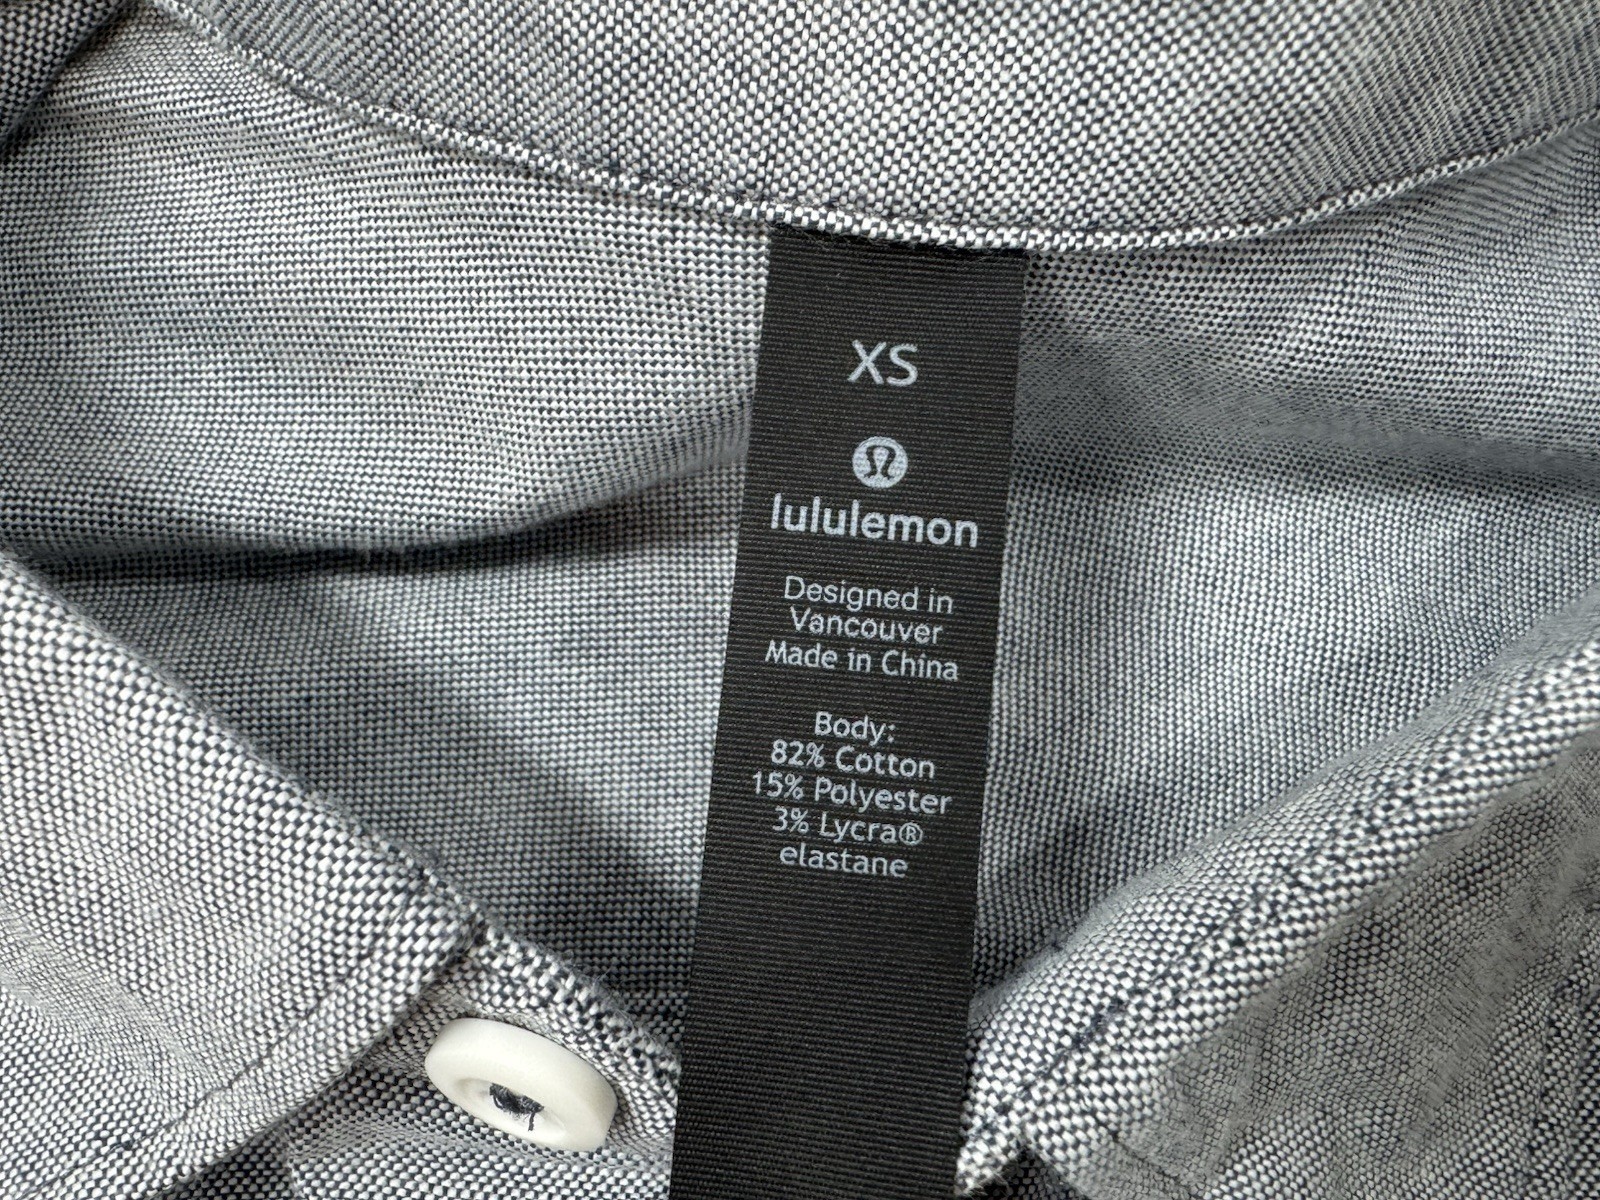 XS
lululemon
Designed in
Vancouver
Made in China
Body:
82% Cotton
15% Polyester
3% Lycra®
elastane